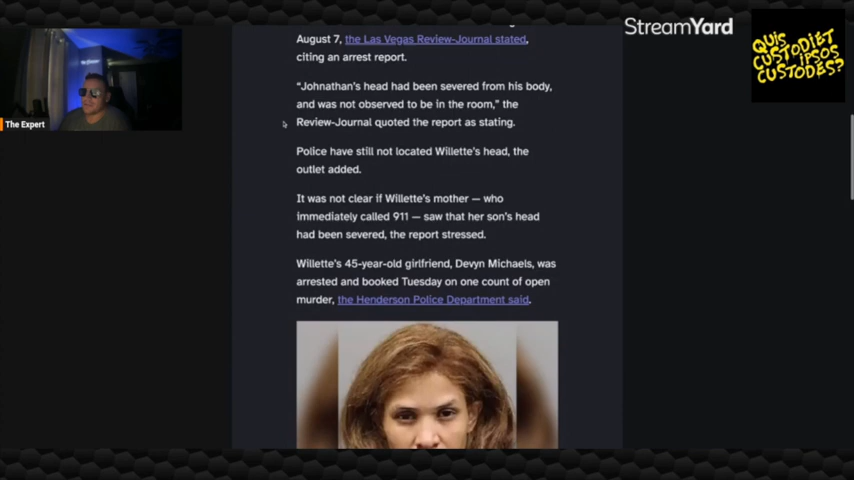 August 7, the Las Vegas Review-Journal stated,
citing an arrest report.
"Johnathan's head had been severed from his body,
and was not observed to be in the room," the
Review-Journal quoted the report as stating.
Police have still not located Willette's head, the
outlet added.
It was not clear if Willette's mother — who
immediately called 911 — saw that her son's head
had been severed, the report stressed.
Willette's 45-year-old girlfriend, Devyn Michaels, was
arrested and booked Tuesday on one count of open
murder, the Henderson Police Department said.
The Expert
StreamYard
QUIS
CUSTODIET
IPSOS
CUSTODES?